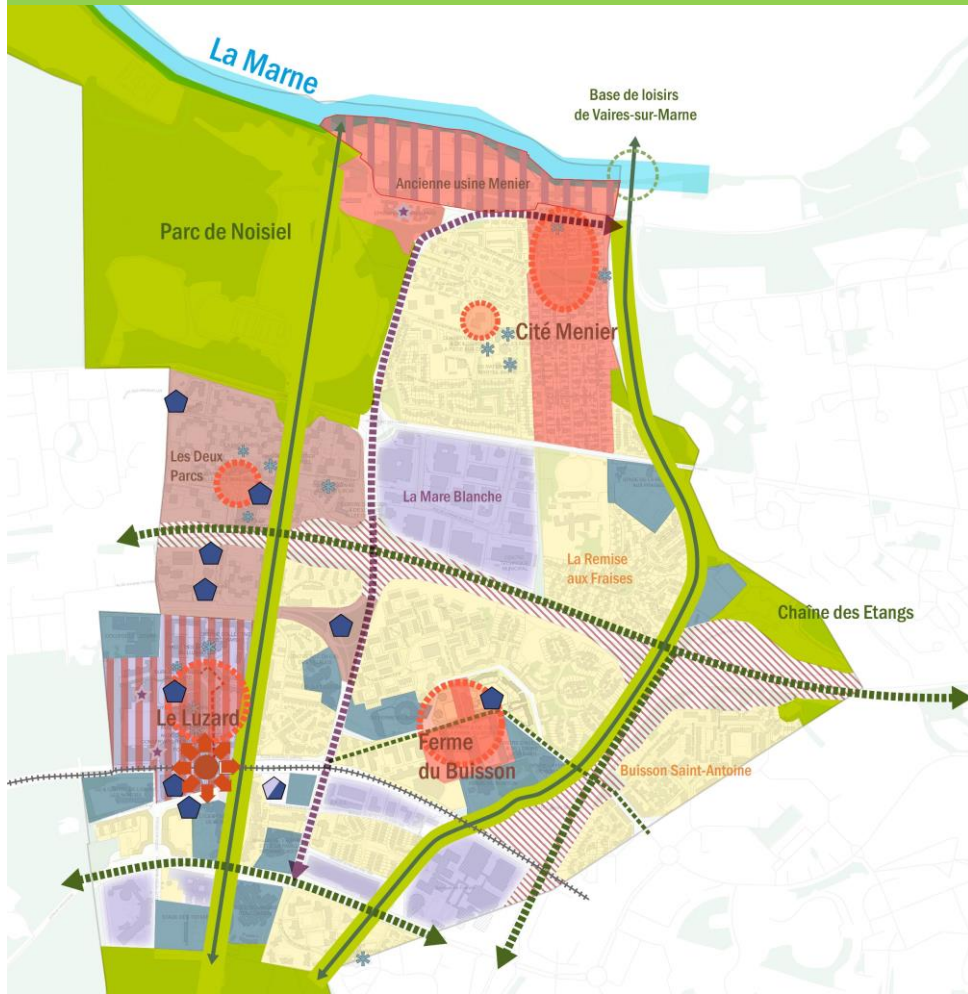 La Marne
Base de loisirs
de Vaires-sur-Marne
Ancienne usine Menier
Parc de Noisiel
Cité Menier
Les Deux
Parcs
La Mare Blanche
La Remise
aux Fraises
Chaîne des Etangs
Le Luzard
Ferme
du Buisson
Buisson Saint-Antoine